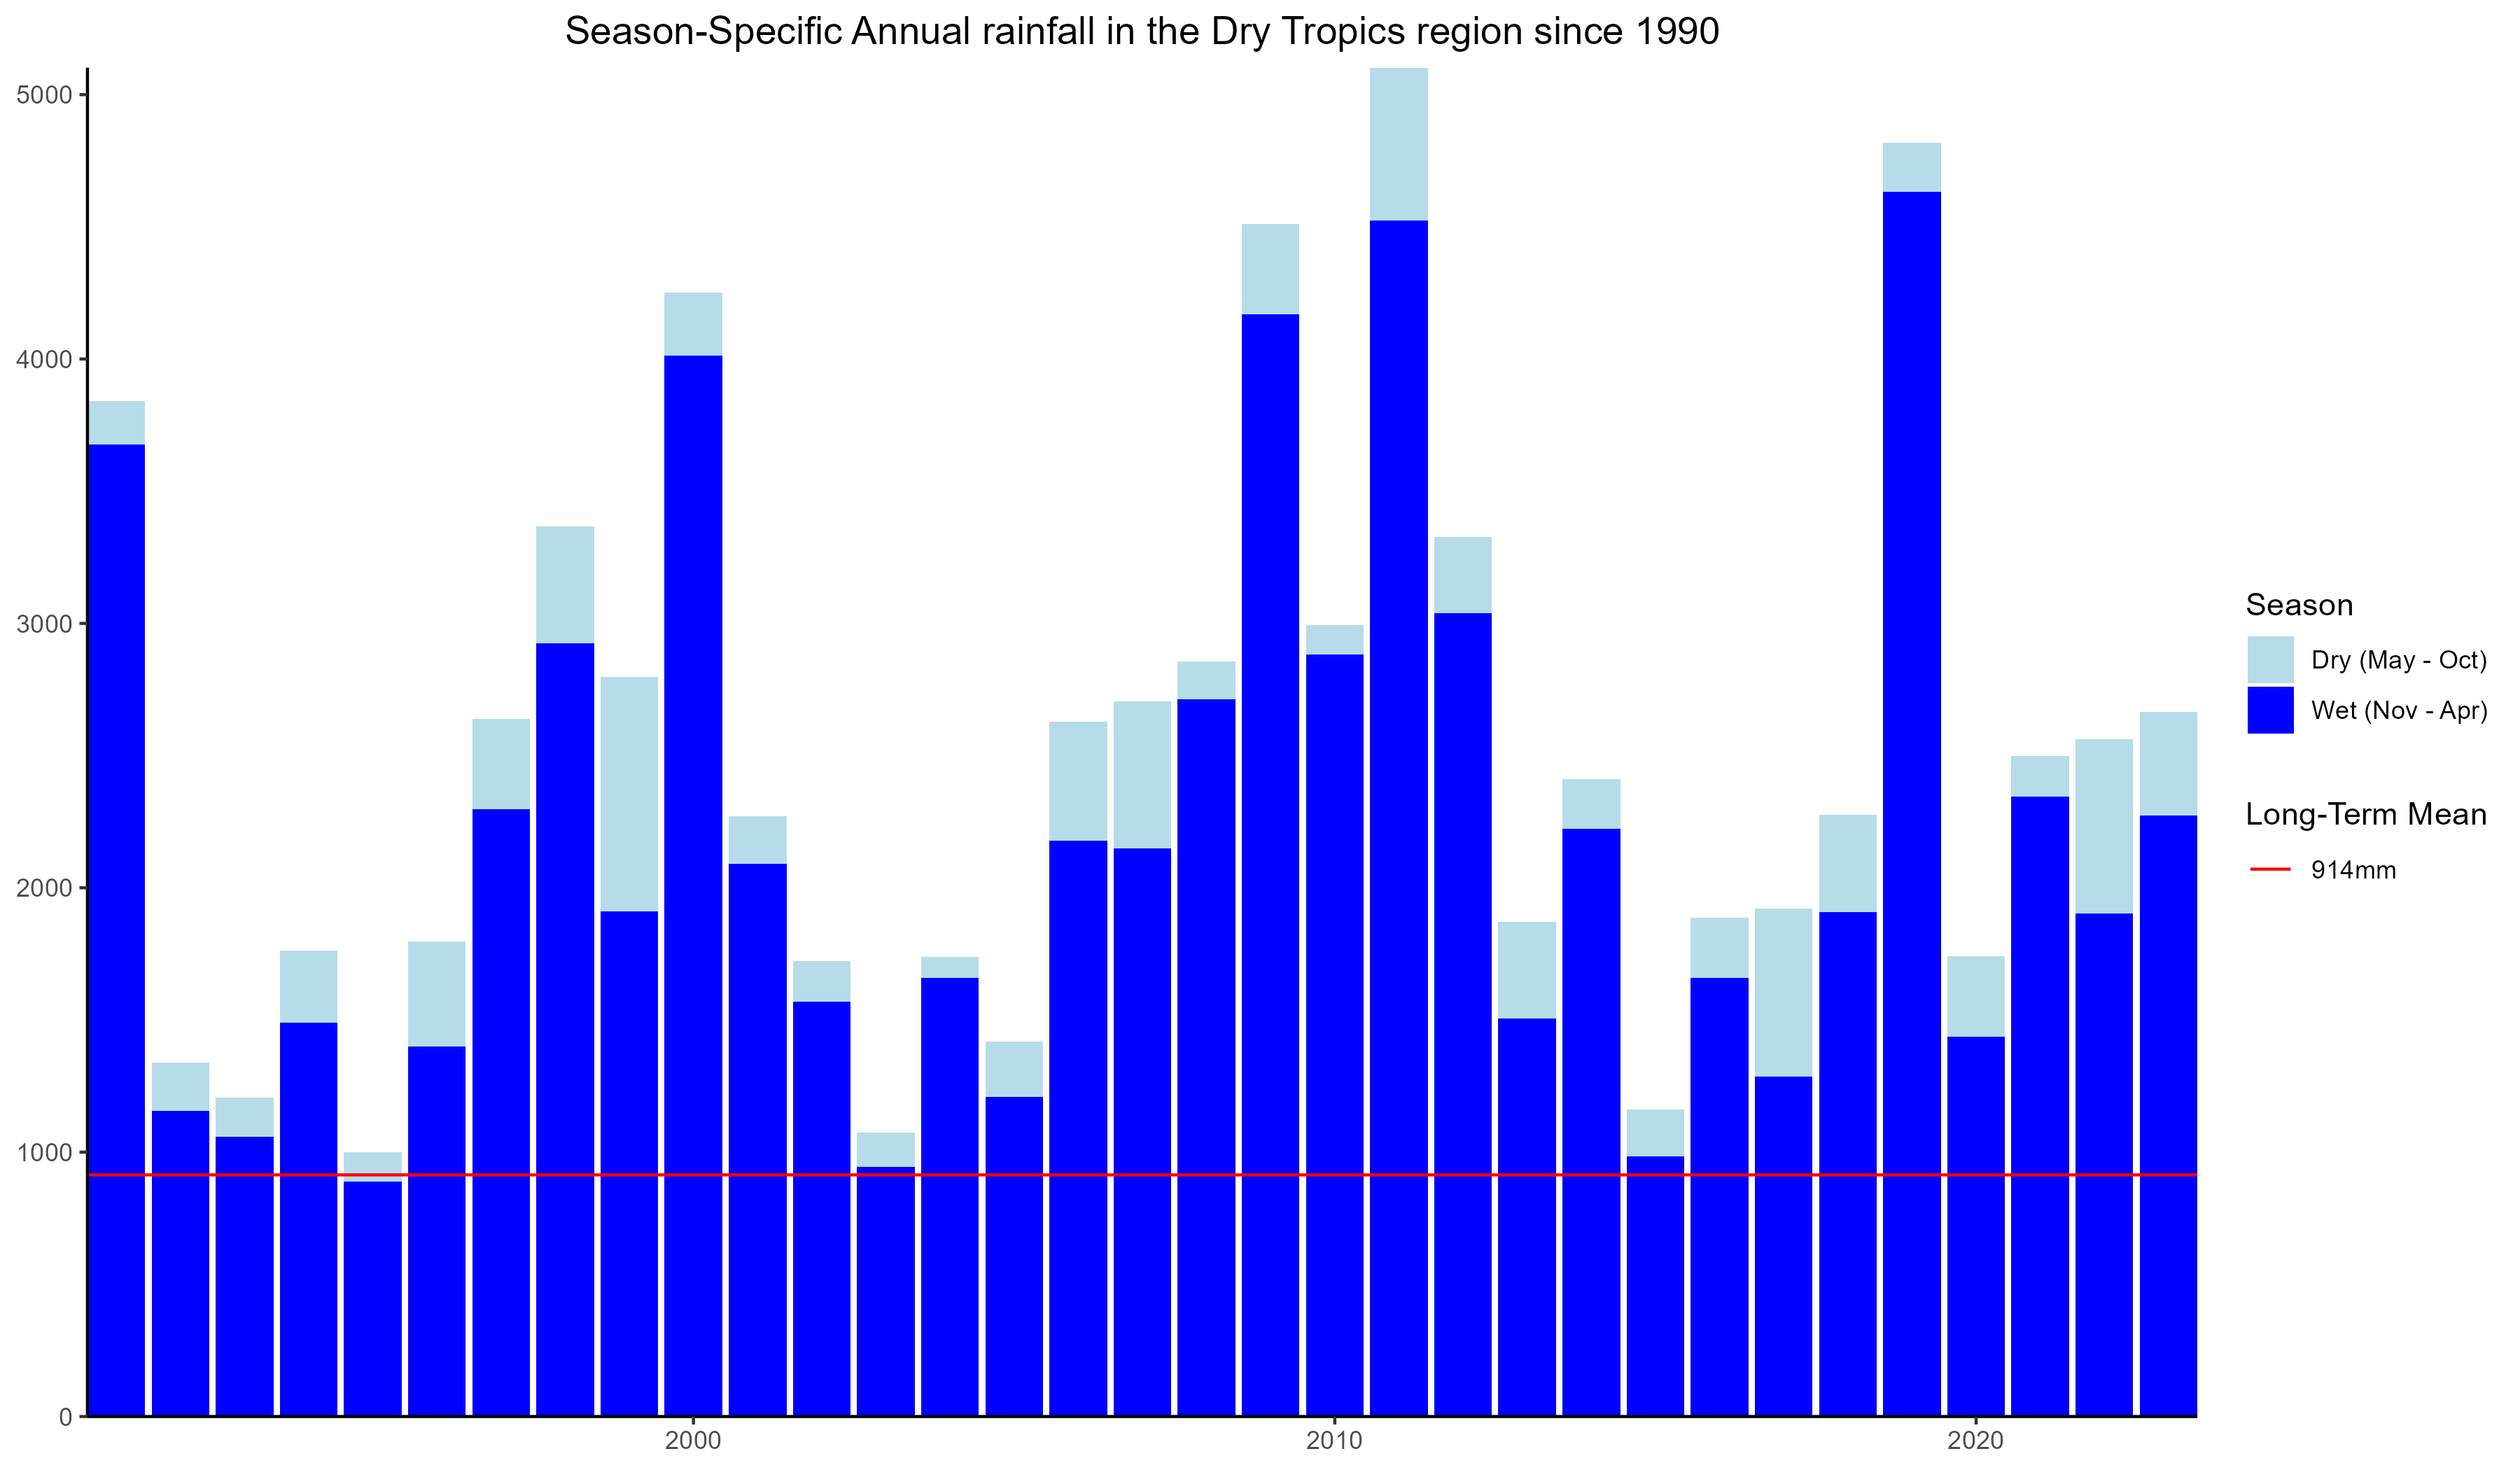 Season-Specific Annual rainfall in the Dry Tropics region since 1990
5000
4000
3000
2000
1000
0
2000
2010
2020
Season
Dry (May - Oct)
Wet (Nov - Apr)
Long-Term Mean
914mm